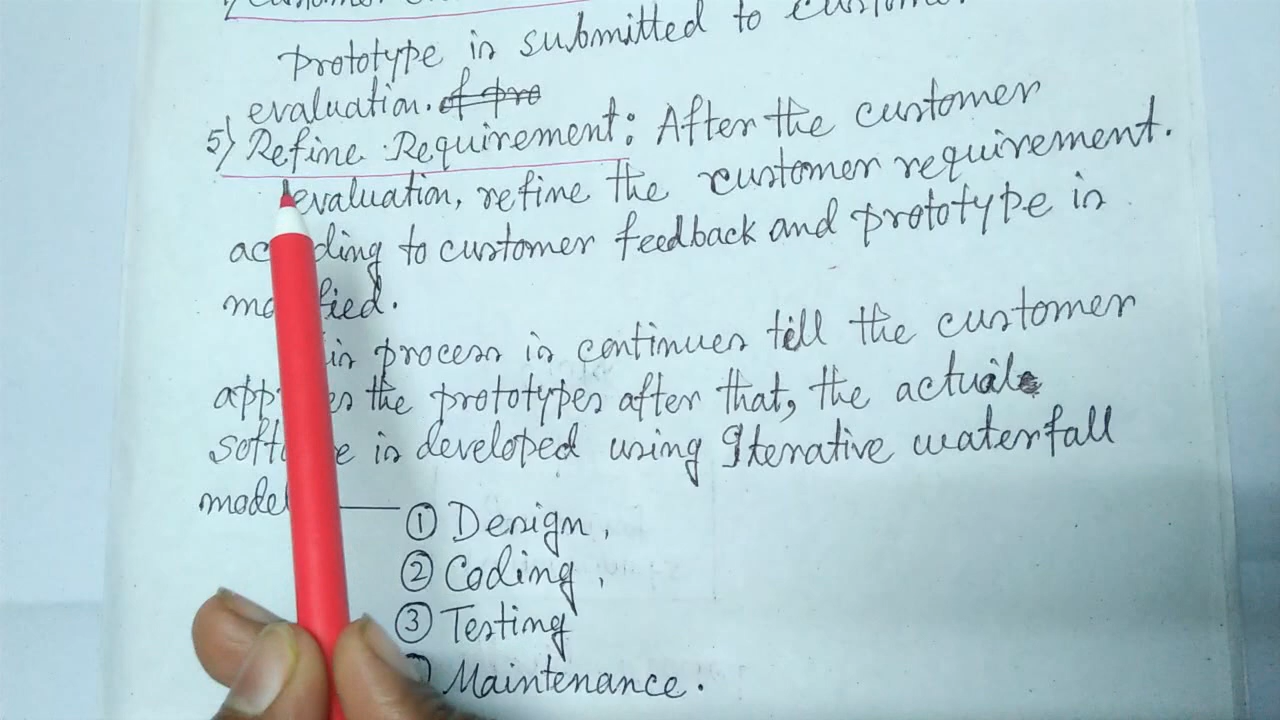 Prototype is submitted to
evaluation. of pro
5) Refine Requirement: After the customer
evaluation, refine the customer requirement.
to customer feedback and prototype is
process is continues till the customer
the prototypes after that, the actual
is developed using Iterative waterfall
model
① Design,
② Coding,
③ Testing
Maintenance.